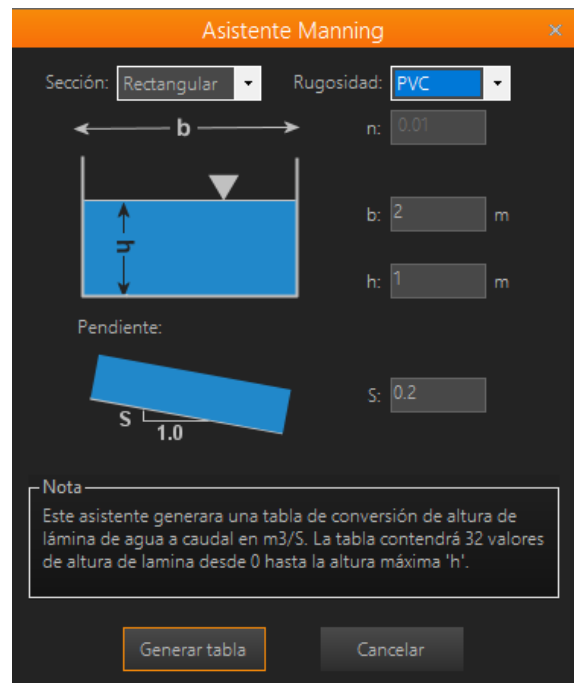 Asistente Manning ×
Sección: Rectangular Rugosidad: PVC
b n: 0.01
h b: 2 m
h: 1 m
Pendiente:
S 1.0 S: 0.2
Nota
Este asistente generara una tabla de conversión de altura de
lámina de agua a caudal en m3/S. La tabla contendrá 32 valores
de altura de lamina desde 0 hasta la altura máxima 'h'.
Generar tabla Cancelar